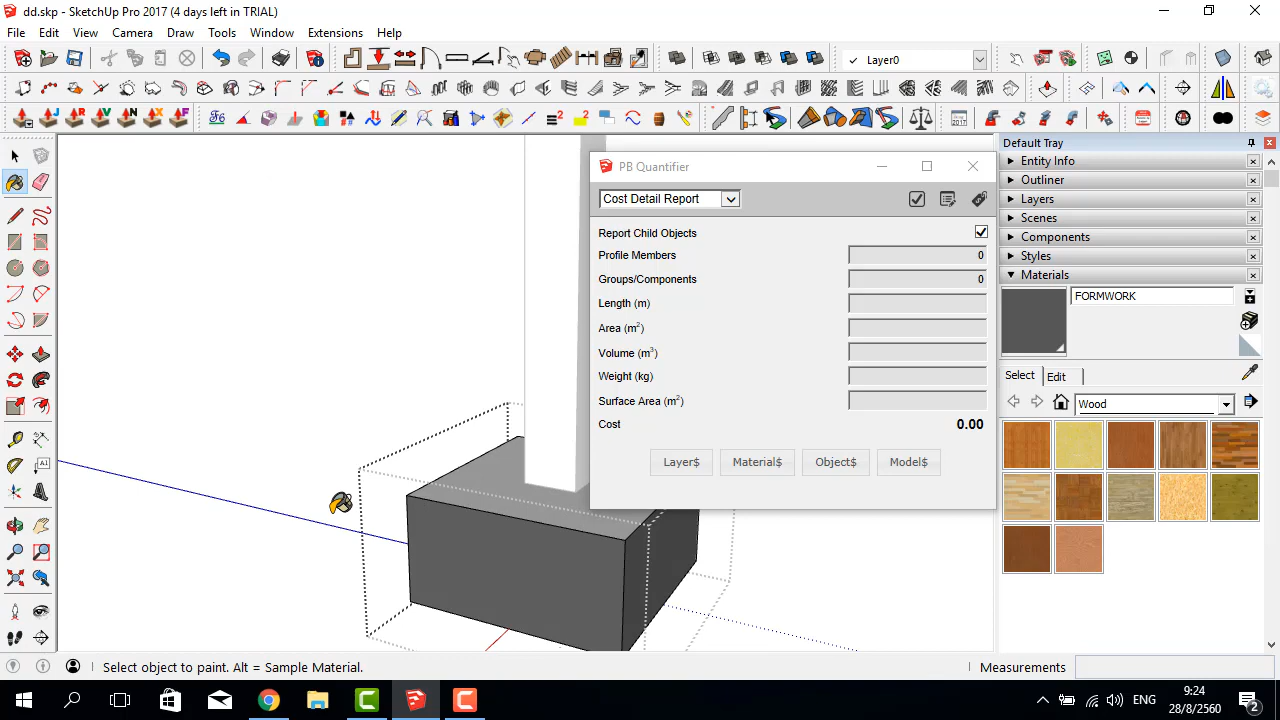 dd.skp - SketchUp Pro 2017 (4 days left in TRIAL)
File Edit View Camera Draw Tools Window Extensions Help
Layer0
Default Tray
PB Quantifier
Entity Info
Outliner
Cost Detail Report
Layers
Scenes
Report Child Objects
Components
Profile Members 0
Styles
Groups/Components 0
Materials
Length (m)
FORMWORK
Area (m²)
Volume (m³)
Weight (kg)
Select Edit
Surface Area (m²)
Wood
Cost 0.00
Layer$ Material$ Object$ Model$
Select object to paint. Alt = Sample Material.
Measurements
ENG
9:24
28/8/2560
2